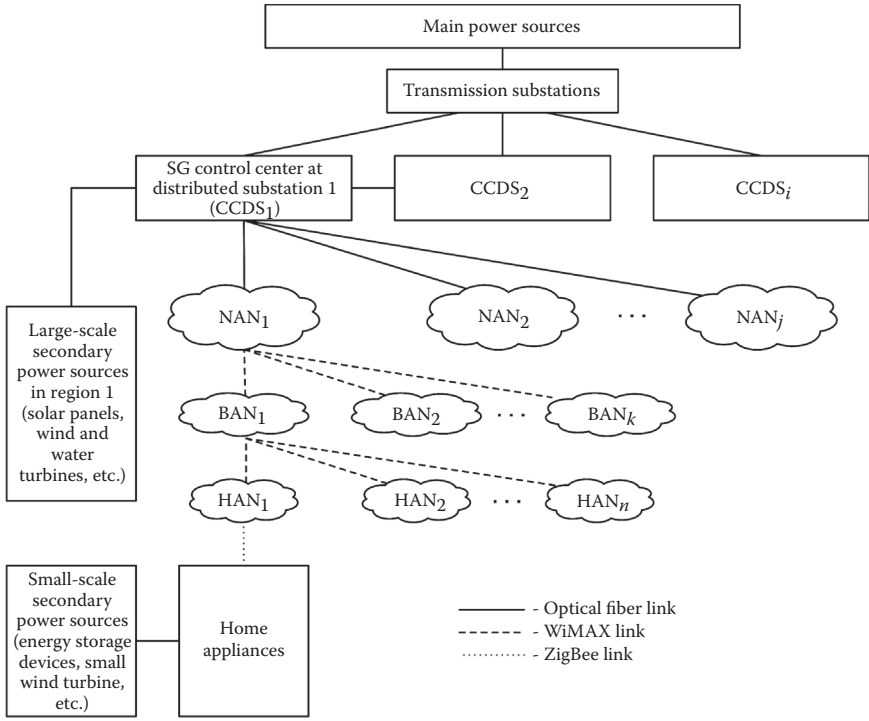 Main power sources
Transmission substations
SG control center at
distributed substation 1
(CCDS1)
CCDS2
CCDSi
Large-scale
secondary
power sources
in region 1
(solar panels,
wind and
water
turbines, etc.)
NAN1
NAN2
· · ·
NANj
BAN1
BAN2
· · ·
BANk
HAN1
HAN2
· · ·
HANn
Small-scale
secondary
power sources
(energy storage
devices, small
wind turbine,
etc.)
Home
appliances
- Optical fiber link
- WiMAX link
- ZigBee link